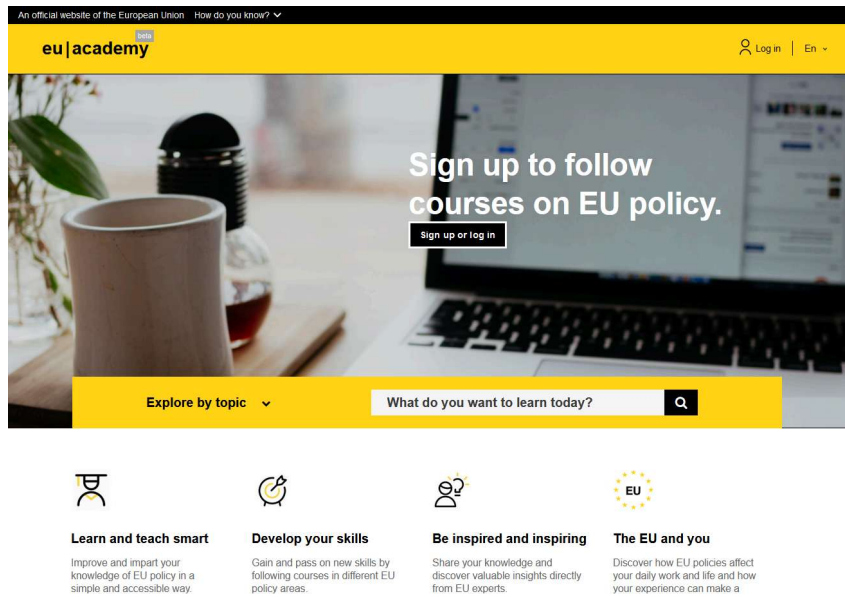 An official website of the European Union How do you know?
eu|academy beta
Log in En
Sign up to follow
courses on EU policy.
Sign up or log in
Explore by topic
What do you want to learn today?
EU
Learn and teach smart
Improve and impart your
knowledge of EU policy in a
simple and accessible way.
Develop your skills
Gain and pass on new skills by
following courses in different EU
policy areas.
Be inspired and inspiring
Share your knowledge and
discover valuable insights directly
from EU experts.
The EU and you
Discover how EU policies affect
your daily work and life and how
your experience can make a